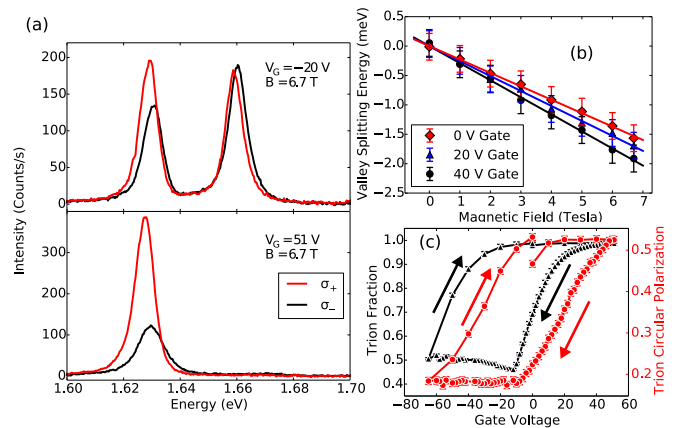 (a)
Intensity (Counts/s)
200
150
100
50
0
V_G=−20 V
B=6.7 T
300
200
100
0
V_G=51 V
B=6.7 T
σ₊
σ₋
1.60 1.62 1.64 1.66 1.68 1.70
Energy (eV)
Valley Splitting Energy (meV)
0.5
0.0
−0.5
−1.0
−1.5
−2.0
−2.5
(b)
0 V Gate
20 V Gate
40 V Gate
0 1 2 3 4 5 6 7
Magnetic Field (Tesla)
(c)
Trion Fraction
1.0
0.9
0.8
0.7
0.6
0.5
0.4
Trion Circular Polarization
0.5
0.4
0.3
0.2
−80 −60 −40 −20 0 20 40 60
Gate Voltage